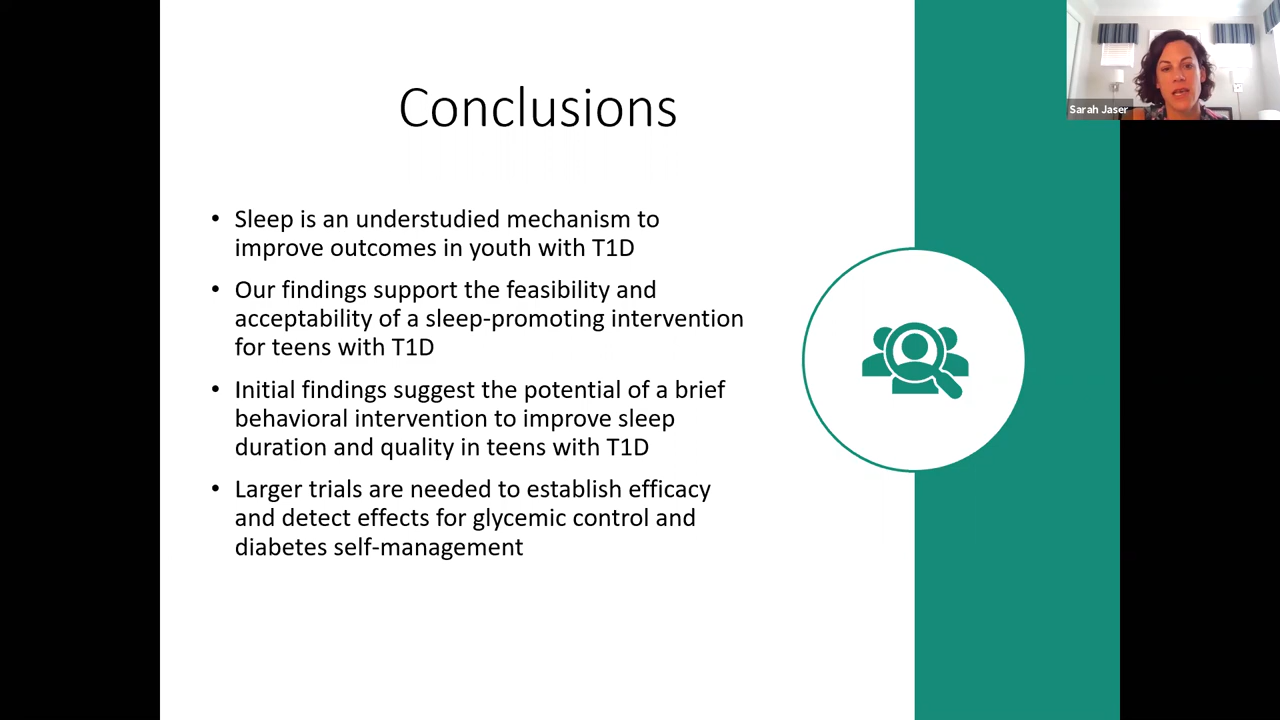 Conclusions
• Sleep is an understudied mechanism to
improve outcomes in youth with T1D
• Our findings support the feasibility and
acceptability of a sleep-promoting intervention
for teens with T1D
• Initial findings suggest the potential of a brief
behavioral intervention to improve sleep
duration and quality in teens with T1D
• Larger trials are needed to establish efficacy
and detect effects for glycemic control and
diabetes self-management
Sarah Jaser